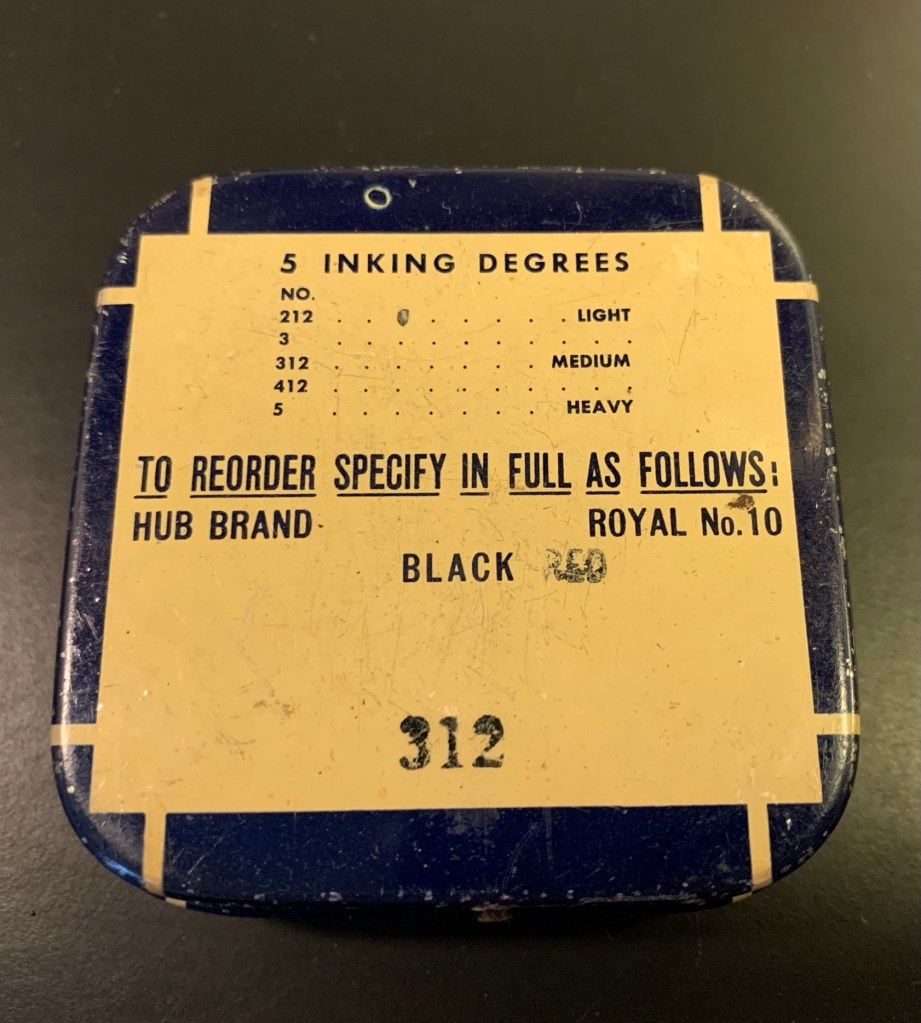 5 INKING DEGREES
NO.
212 . . . . . . . . LIGHT
3 . . . . . . . . . .
312 . . . . . . . MEDIUM
412 . . . . . . . . . .
5 . . . . . . . HEAVY
TO REORDER SPECIFY IN FULL AS FOLLOWS:
HUB BRAND ROYAL No. 10
BLACK RED
312